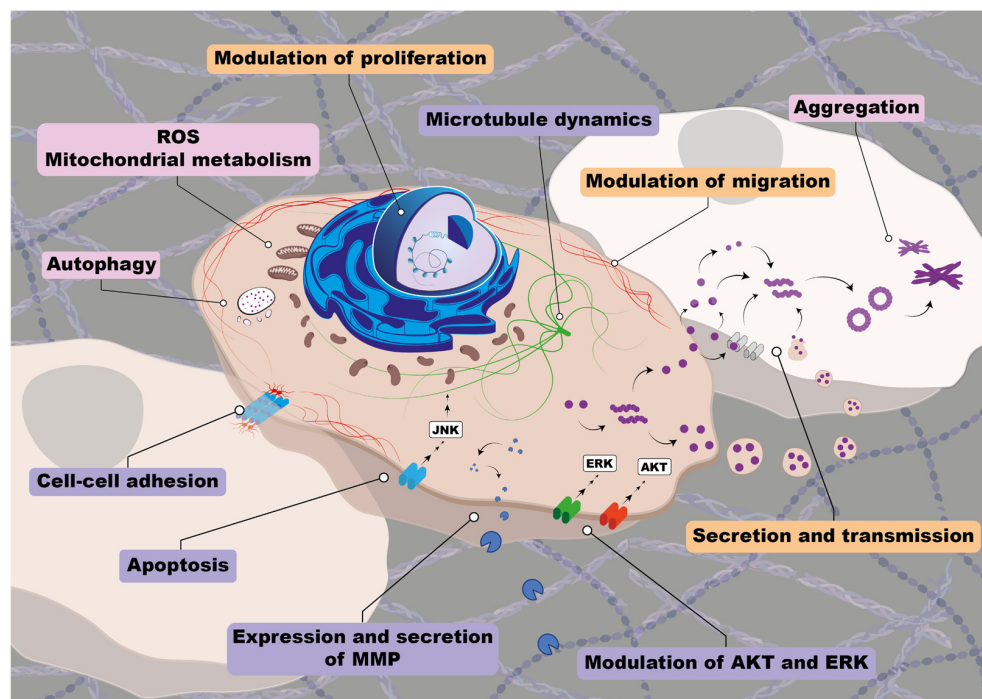 Modulation of proliferation
Microtubule dynamics
Aggregation
ROS
Mitochondrial metabolism
Modulation of migration
Autophagy
JNK
ERK
AKT
Cell-cell adhesion
Secretion and transmission
Apoptosis
Expression and secretion
of MMP
Modulation of AKT and ERK